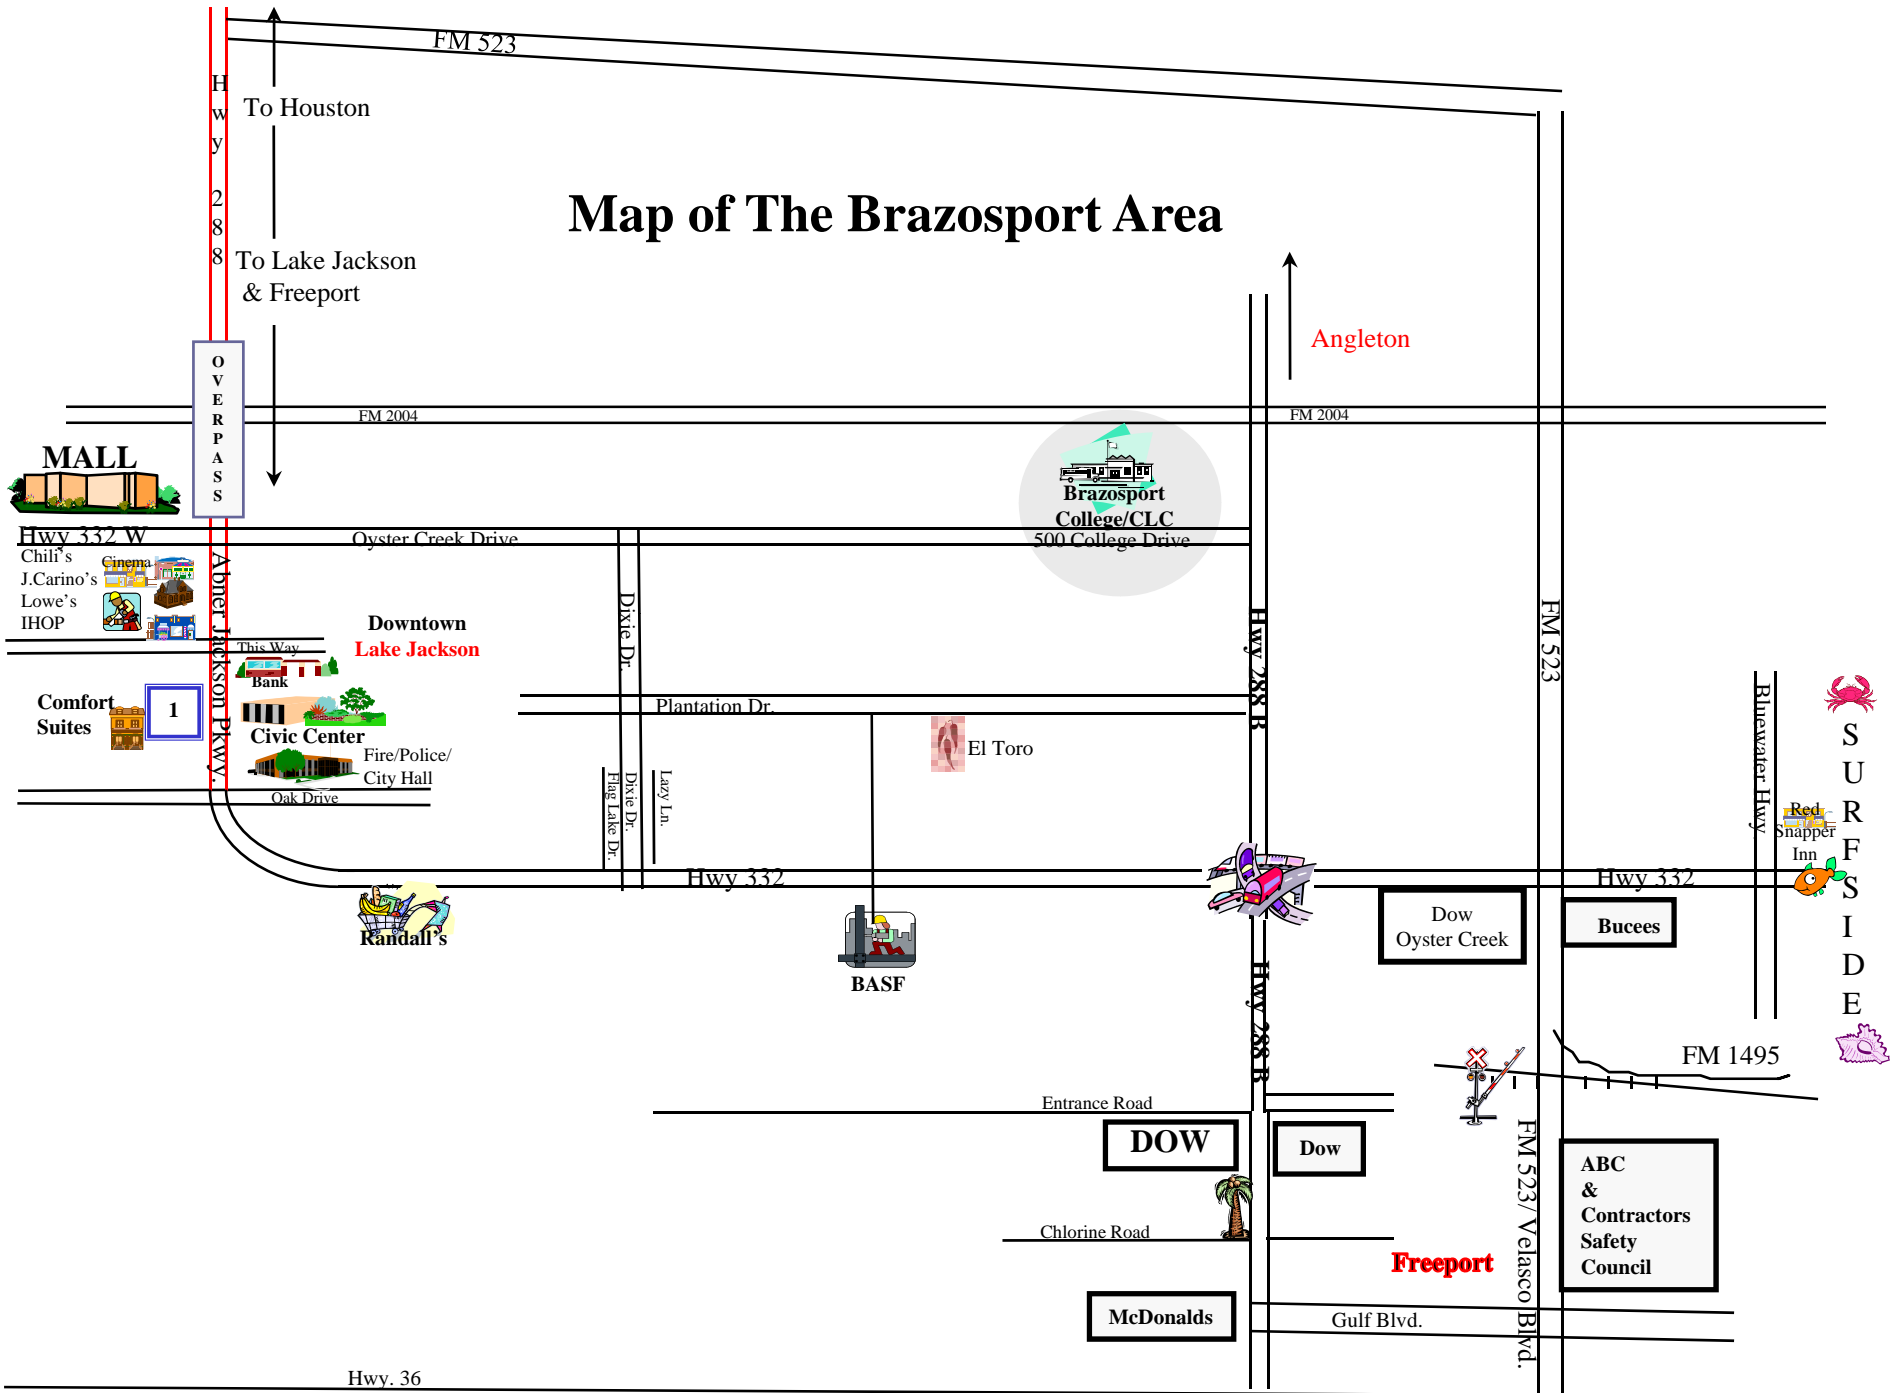 FM 523
Hwy 288
To Houston
Map of The Brazosport Area
To Lake Jackson
& Freeport
Angleton
OVERPASS
FM 2004
FM 2004
MALL
Brazosport
College/CLC
500 College Drive
Hwy 332 W
Oyster Creek Drive
Chili's
Cinema
J.Carino's
Lowe's
IHOP
Abner Jackson Pkwy.
Downtown
Lake Jackson
Dixie Dr.
Hwy 288 B
FM 523
This Way
Bank
Comfort
Suites
1
Civic Center
Fire/Police/
City Hall
Oak Drive
Plantation Dr.
El Toro
Flag Lake Dr.
Dixie Dr.
Lazy Ln.
Bluewater Hwy
SURFSIDE
Red
Snapper
Inn
Hwy 332
Hwy 332
Randall's
BASF
Dow
Oyster Creek
Bucees
Hwy 288 B
FM 1495
Entrance Road
DOW
Dow
FM 523/ Velasco Blvd.
ABC
&
Contractors
Safety
Council
Chlorine Road
Freeport
McDonalds
Gulf Blvd.
Hwy. 36